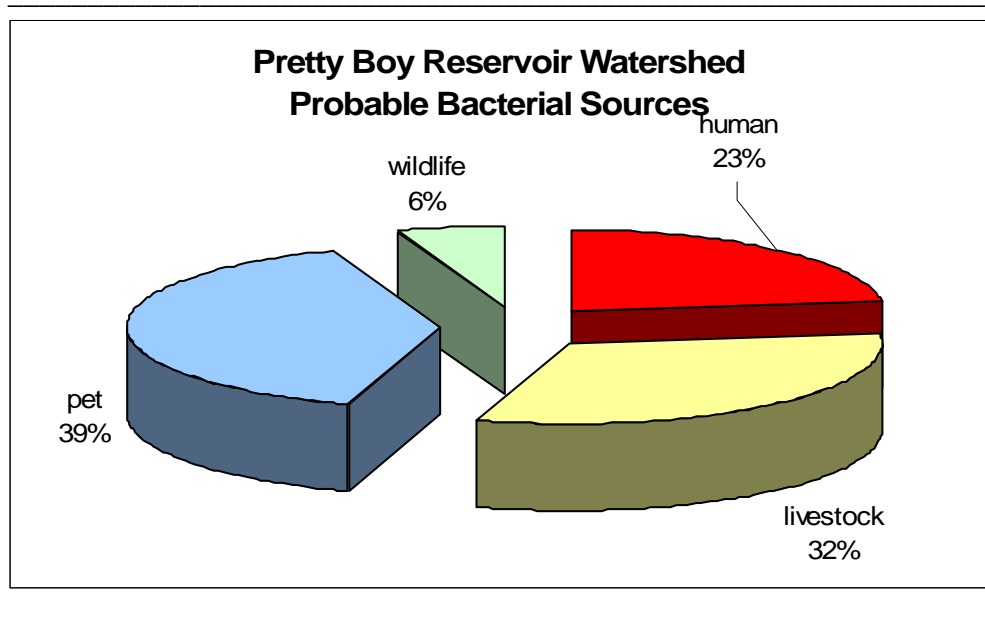 Pretty Boy Reservoir Watershed
Probable Bacterial Sources
human
23%
wildlife
6%
pet
39%
livestock
32%